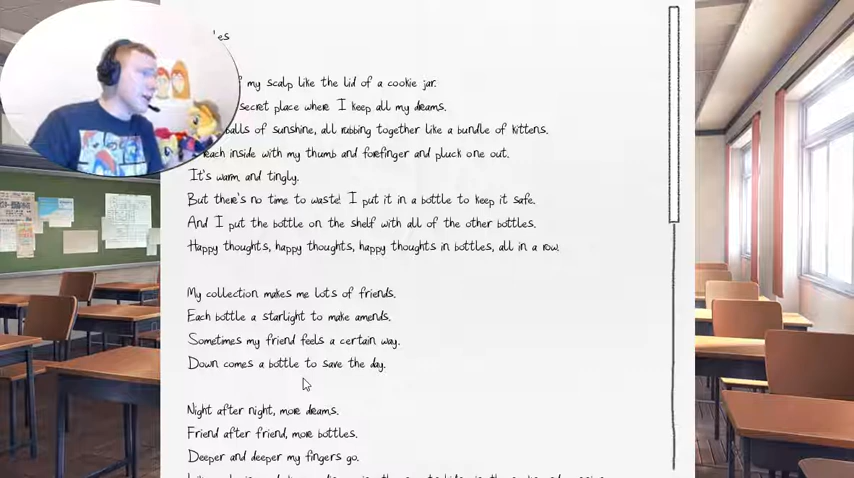 les
my scalp like the lid of a cookie jar.
secret place where I keep all my dreams.
balls of sunshine, all rubbing together like a bundle of kittens.
reach inside with my thumb and forefinger and pluck one out.
It's warm and tingly.
But there's no time to waste! I put it in a bottle to keep it safe.
And I put the bottle on the shelf with all of the other bottles.
Happy thoughts, happy thoughts, happy thoughts in bottles, all in a row.
My collection makes me lots of friends.
Each bottle a starlight to make amends.
Sometimes my friend feels a certain way.
Down comes a bottle to save the day.
Night after night, more dreams.
Friend after friend, more bottles.
Deeper and deeper my fingers go.